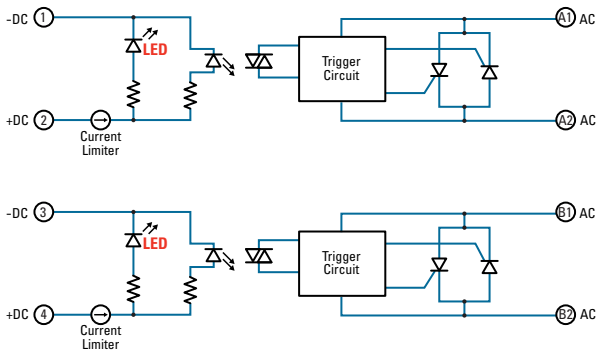 -DC 1
A1 AC
LED
Trigger
Circuit
+DC 2
A2 AC
Current
Limiter
-DC 3
B1 AC
LED
Trigger
Circuit
+DC 4
B2 AC
Current
Limiter